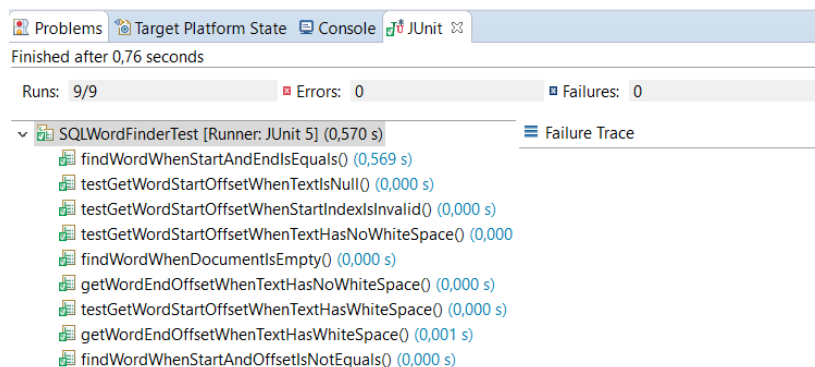 Problems Target Platform State Console JUnit
Finished after 0,76 seconds
Runs: 9/9 Errors: 0 Failures: 0
SQLWordFinderTest [Runner: JUnit 5] (0,570 s) Failure Trace
findWordWhenStartAndEndIsEquals() (0,569 s)
testGetWordStartOffsetWhenTextIsNull() (0,000 s)
testGetWordStartOffsetWhenStartIndexIsInvalid() (0,000 s)
testGetWordStartOffsetWhenTextHasNoWhiteSpace() (0,000
findWordWhenDocumentIsEmpty() (0,000 s)
getWordEndOffsetWhenTextHasNoWhiteSpace() (0,000 s)
testGetWordStartOffsetWhenTextHasWhiteSpace() (0,000 s)
getWordEndOffsetWhenTextHasWhiteSpace() (0,001 s)
findWordWhenStartAndOffsetIsNotEquals() (0,000 s)